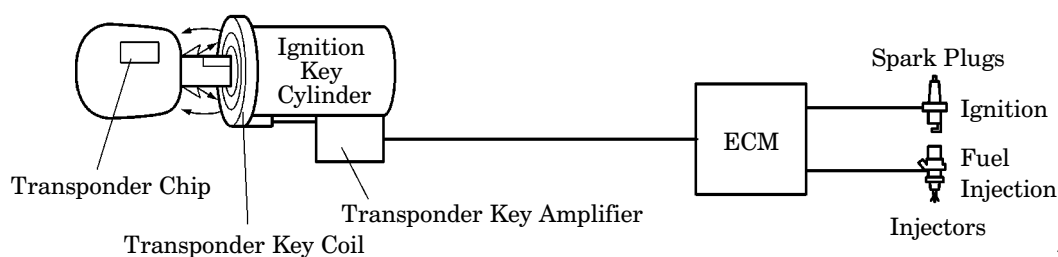 Ignition
Key
Cylinder
Transponder Chip
Transponder Key Coil
Transponder Key Amplifier
ECM
Spark Plugs
Ignition
Fuel
Injection
Injectors